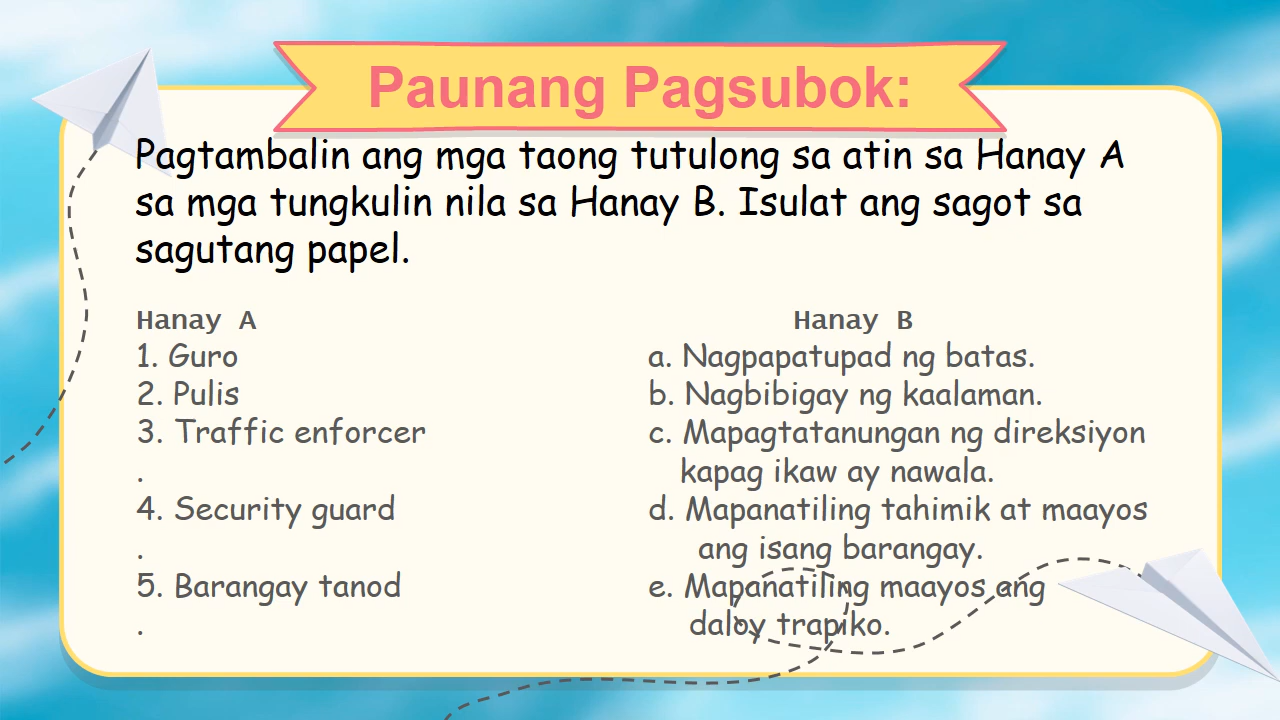 Paunang Pagsubok:
Pagtambalin ang mga taong tutulong sa atin sa Hanay A
sa mga tungkulin nila sa Hanay B. Isulat ang sagot sa
sagutang papel.
Hanay A
1. Guro
2. Pulis
3. Traffic enforcer
.
4. Security guard
.
5. Barangay tanod
.
Hanay B
a. Nagpapatupad ng batas.
b. Nagbibigay ng kaalaman.
c. Mapagtatanungan ng direksiyon
kapag ikaw ay nawala.
d. Mapanatiling tahimik at maayos
ang isang barangay.
e. Mapanatiling maayos ang
daloy trapiko.